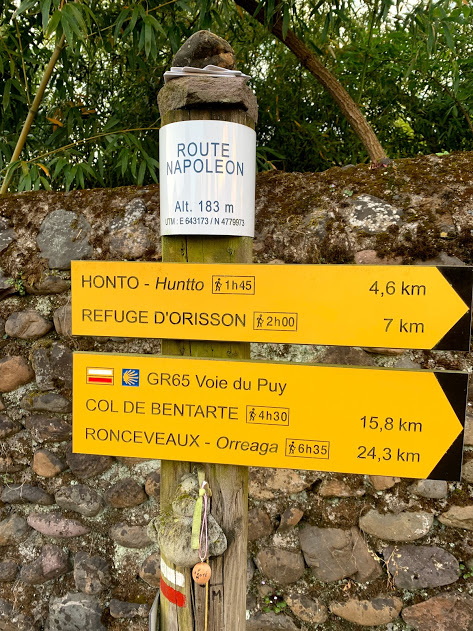 ROUTE
NAPOLEON
Alt. 183 m
UTM : E 643173 / N 4779973
HONTO - Huntto 1h45 4,6 km
REFUGE D'ORISSON 2h00 7 km
GR65 Voie du Puy
COL DE BENTARTE 4h30 15,8 km
RONCEVEAUX - Orreaga 6h35 24,3 km